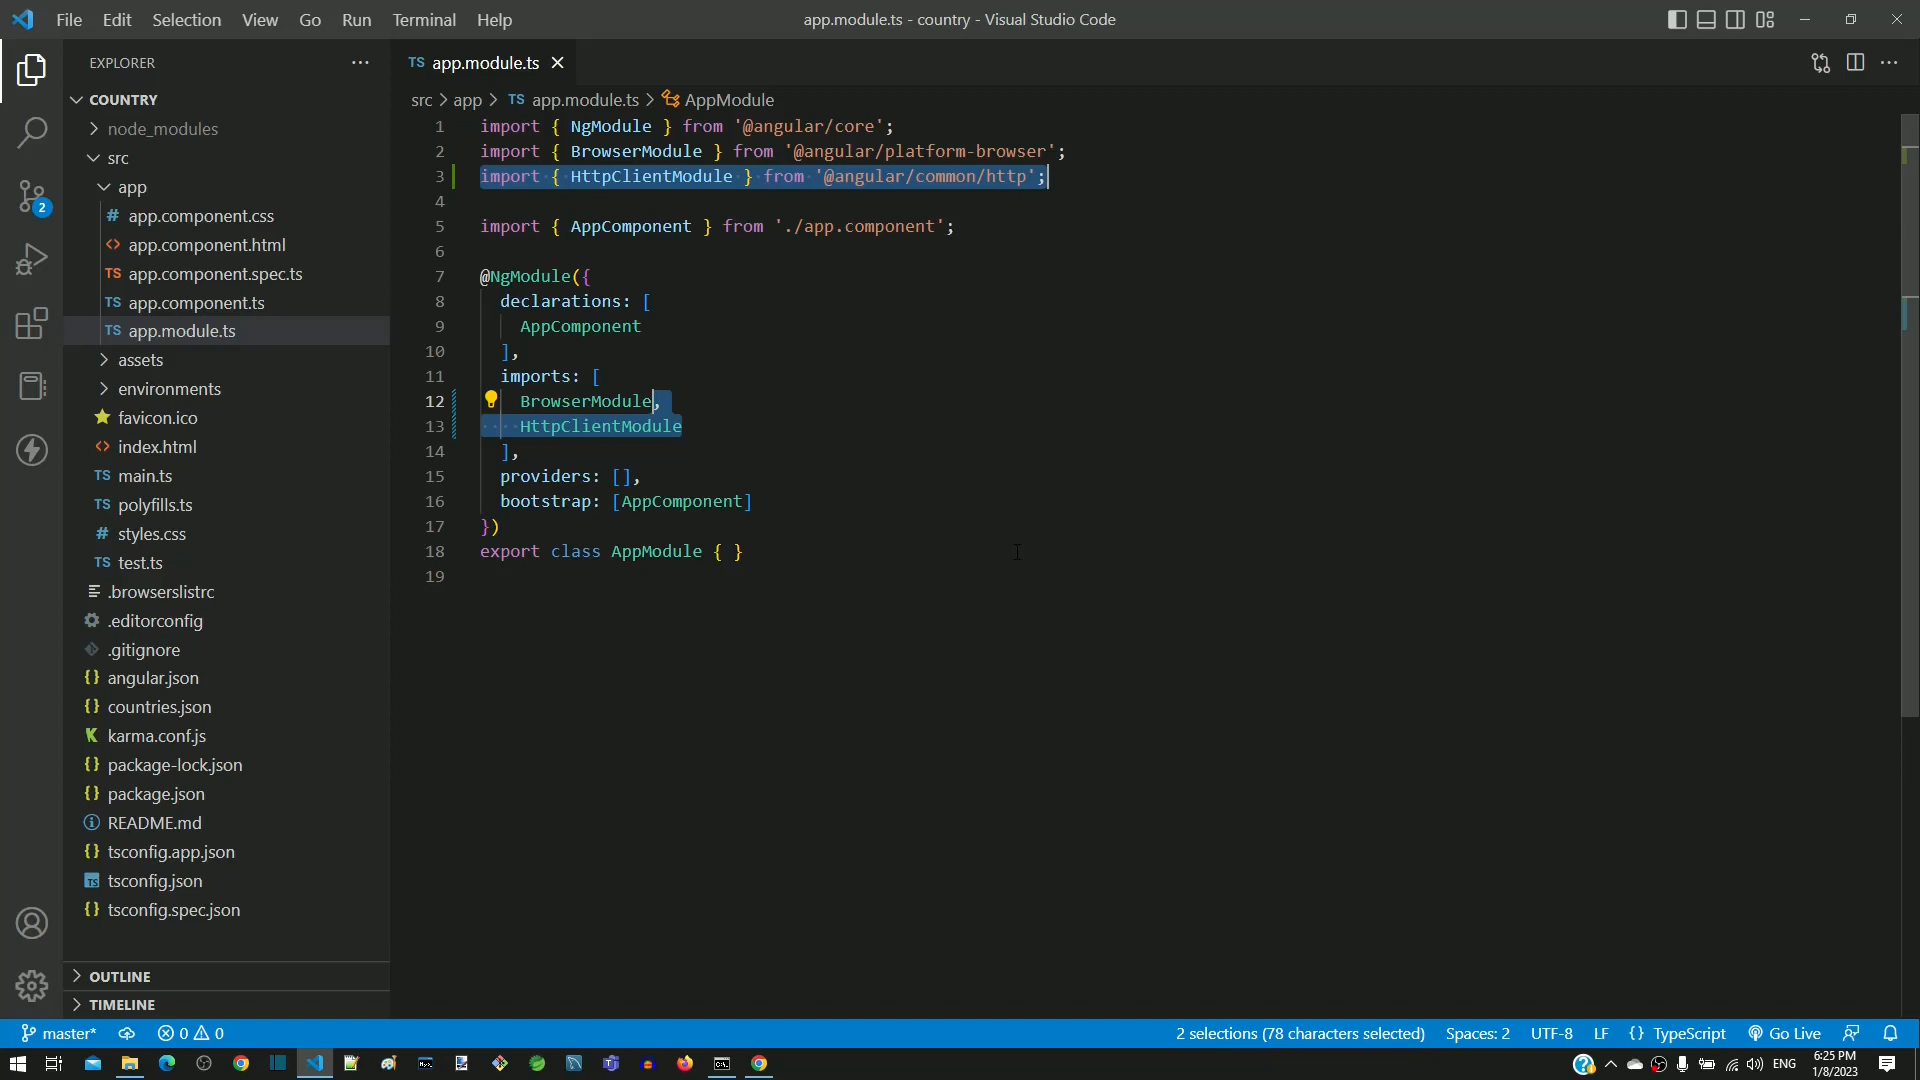 File Edit Selection View Go Run Terminal Help
app.module.ts - country - Visual Studio Code
EXPLORER
COUNTRY
node_modules
src
app
app.component.css
app.component.html
app.component.spec.ts
app.component.ts
app.module.ts
assets
environments
favicon.ico
index.html
main.ts
polyfills.ts
styles.css
test.ts
.browserslistrc
.editorconfig
.gitignore
angular.json
countries.json
karma.conf.js
package-lock.json
package.json
README.md
tsconfig.app.json
tsconfig.json
tsconfig.spec.json
OUTLINE
TIMELINE
2
TS app.module.ts
src > app > TS app.module.ts > AppModule
1 import { NgModule } from '@angular/core';
2 import { BrowserModule } from '@angular/platform-browser';
3 import { HttpClientModule } from '@angular/common/http';
4
5 import { AppComponent } from './app.component';
6
7 @NgModule({
8 declarations: [
9 AppComponent
10 ],
11 imports: [
12 BrowserModule,
13 HttpClientModule
14 ],
15 providers: [],
16 bootstrap: [AppComponent]
17 })
18 export class AppModule { }
19
master* 0 0
2 selections (78 characters selected) Spaces: 2 UTF-8 LF {} TypeScript Go Live
ENG
6:25 PM
1/8/2023